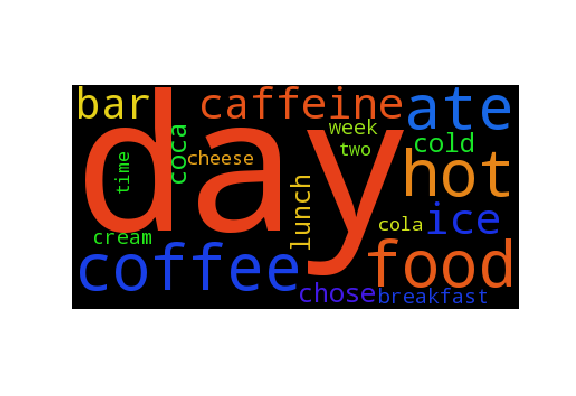 bar
caffeine
ate
day
coca
time
cheese
week
two
cold
hot
lunch
cola
ice
cream
coffee
food
chose
breakfast